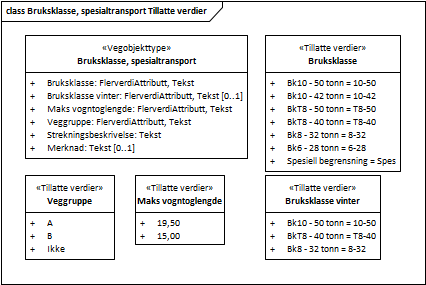 class Bruksklasse, spesialtransport Tillatte verdier
«Vegobjekttype»
Bruksklasse, spesialtransport
+ Bruksklasse: FlerverdiAttributt, Tekst
+ Bruksklasse vinter: FlerverdiAttributt, Tekst [0..1]
+ Maks vogntoglengde: FlerverdiAttributt, Tekst
+ Veggruppe: FlerverdiAttributt, Tekst
+ Strekningsbeskrivelse: Tekst
+ Merknad: Tekst [0..1]
«Tillatte verdier»
Bruksklasse
+ Bk10 - 50 tonn = 10-50
+ Bk10 - 42 tonn = 10-42
+ BkT8 - 50 tonn = T8-50
+ BkT8 - 40 tonn = T8-40
+ Bk8 - 32 tonn = 8-32
+ Bk6 - 28 tonn = 6-28
+ Spesiell begrensning = Spes
«Tillatte verdier»
Veggruppe
+ A
+ B
+ Ikke
«Tillatte verdier»
Maks vogntoglengde
+ 19,50
+ 15,00
«Tillatte verdier»
Bruksklasse vinter
+ Bk10 - 50 tonn = 10-50
+ BkT8 - 40 tonn = T8-40
+ Bk8 - 32 tonn = 8-32